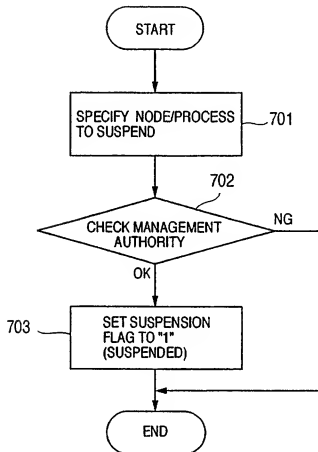 START
SPECIFY NODE/PROCESS
TO SUSPEND
701
702
CHECK MANAGEMENT
AUTHORITY
NG
OK
703
SET SUSPENSION
FLAG TO "1"
(SUSPENDED)
END